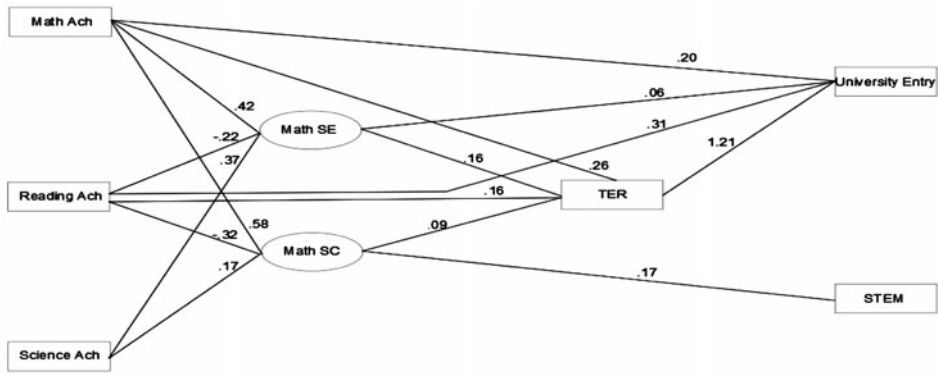 Math Ach
.20
University Entry
.42
.06
Math SE
-.22
.31
.37
1.21
.16
.26
Reading Ach
.16
TER
.58
.09
-.32
Math SC
.17
.17
STEM
Science Ach